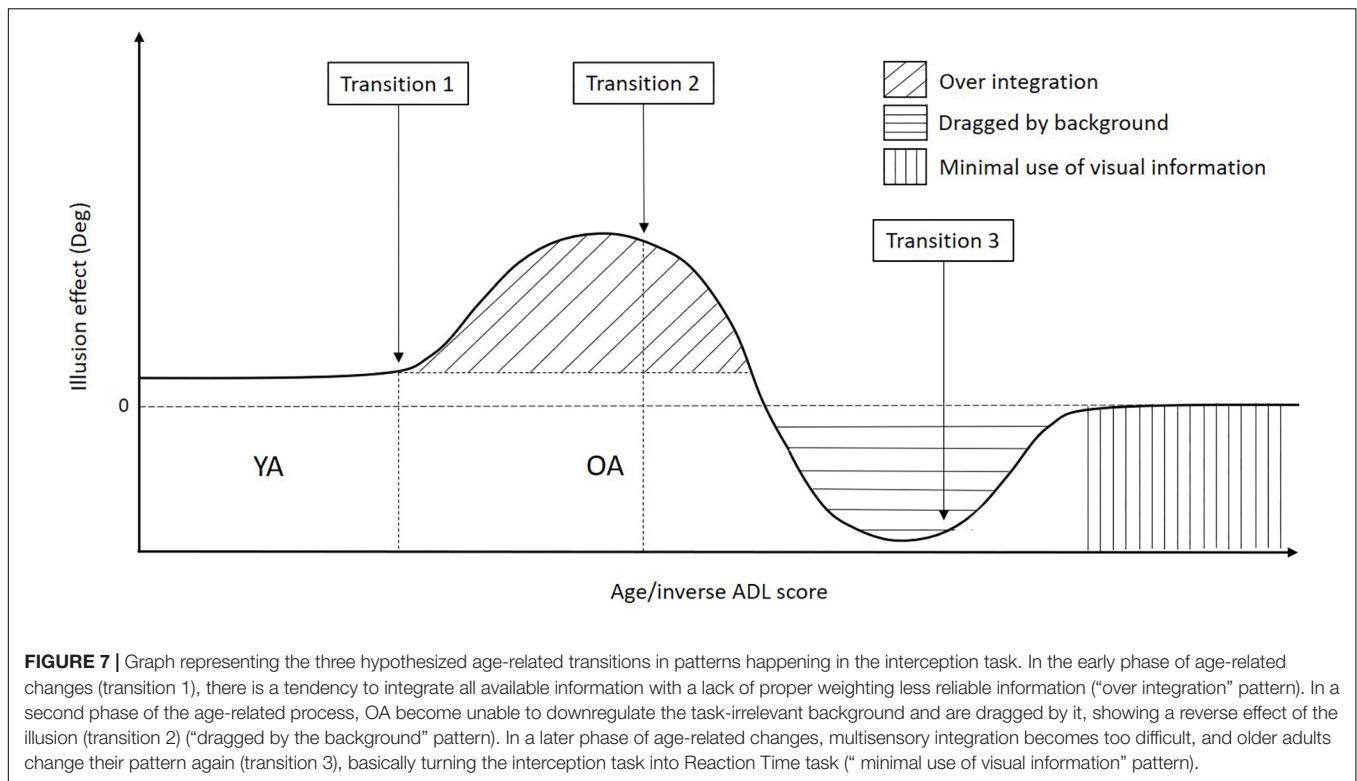 Transition 1
Transition 2
Over integration
Dragged by background
Minimal use of visual information
Transition 3
Illusion effect (Deg)
0
YA
OA
Age/inverse ADL score
FIGURE 7 | Graph representing the three hypothesized age-related transitions in patterns happening in the interception task. In the early phase of age-related
changes (transition 1), there is a tendency to integrate all available information with a lack of proper weighting less reliable information (“over integration” pattern). In a
second phase of the age-related process, OA become unable to downregulate the task-irrelevant background and are dragged by it, showing a reverse effect of the
illusion (transition 2) (“dragged by the background” pattern). In a later phase of age-related changes, multisensory integration becomes too difficult, and older adults
change their pattern again (transition 3), basically turning the interception task into Reaction Time task (“ minimal use of visual information” pattern).